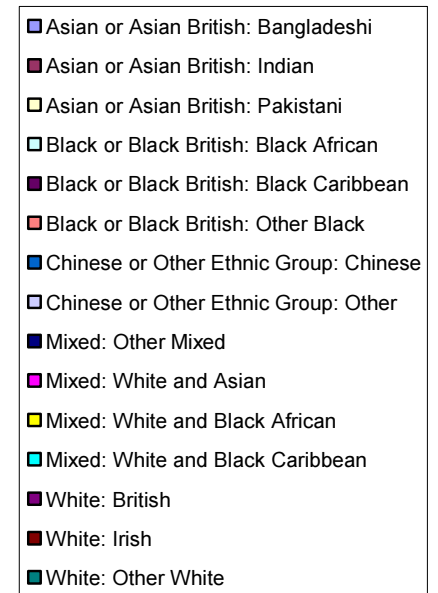 Asian or Asian British: Bangladeshi
Asian or Asian British: Indian
Asian or Asian British: Pakistani
Black or Black British: Black African
Black or Black British: Black Caribbean
Black or Black British: Other Black
Chinese or Other Ethnic Group: Chinese
Chinese or Other Ethnic Group: Other
Mixed: Other Mixed
Mixed: White and Asian
Mixed: White and Black African
Mixed: White and Black Caribbean
White: British
White: Irish
White: Other White